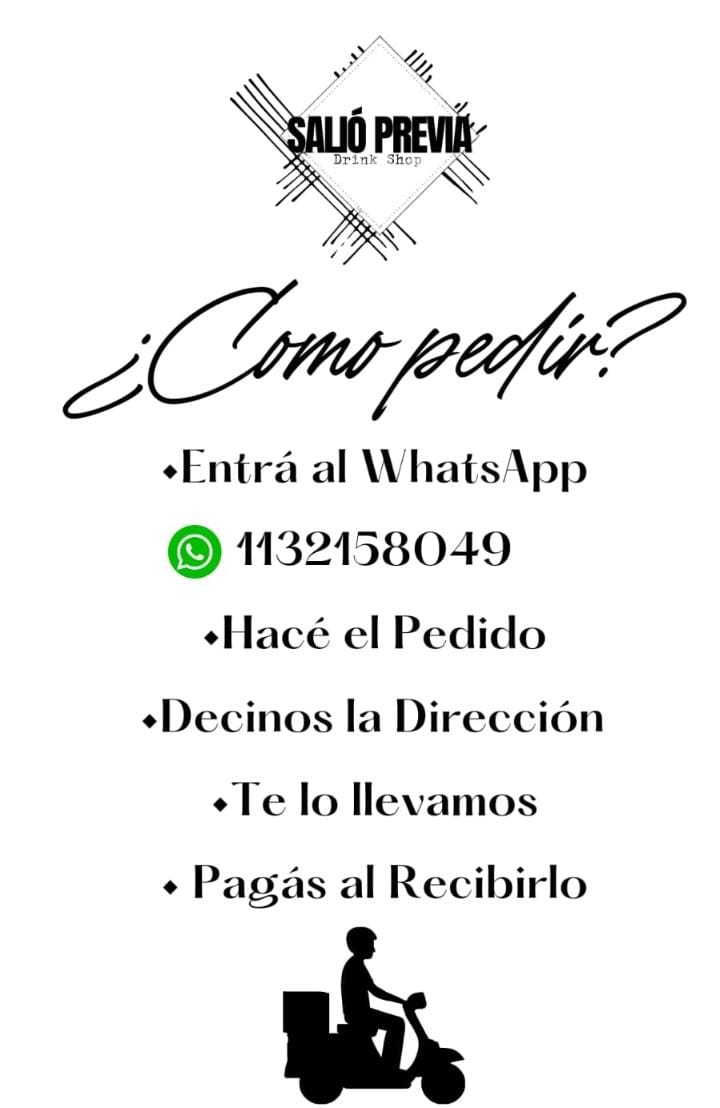 SALIÓ PREVIA
Drink Shop
¿Como pedir?
⬥Entrá al WhatsApp
1132158049
⬥Hacé el Pedido
⬥Decinos la Dirección
⬥Te lo llevamos
⬥ Pagás al Recibirlo